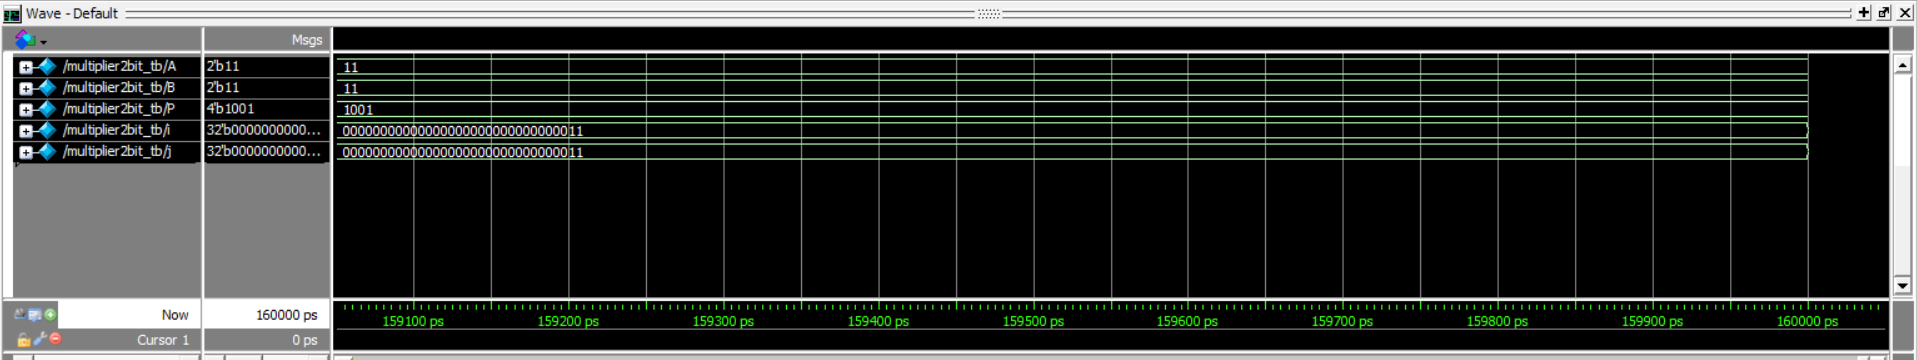 Wave - Default
Msgs
/multiplier2bit_tb/A 2'b11 11
/multiplier2bit_tb/B 2'b11 11
/multiplier2bit_tb/P 4'b1001 1001
/multiplier2bit_tb/i 32'b0000000000... 00000000000000000000000000000011
/multiplier2bit_tb/j 32'b0000000000... 00000000000000000000000000000011
Now 160000 ps 159100 ps 159200 ps 159300 ps 159400 ps 159500 ps 159600 ps 159700 ps 159800 ps 159900 ps 160000 ps
Cursor 1 0 ps